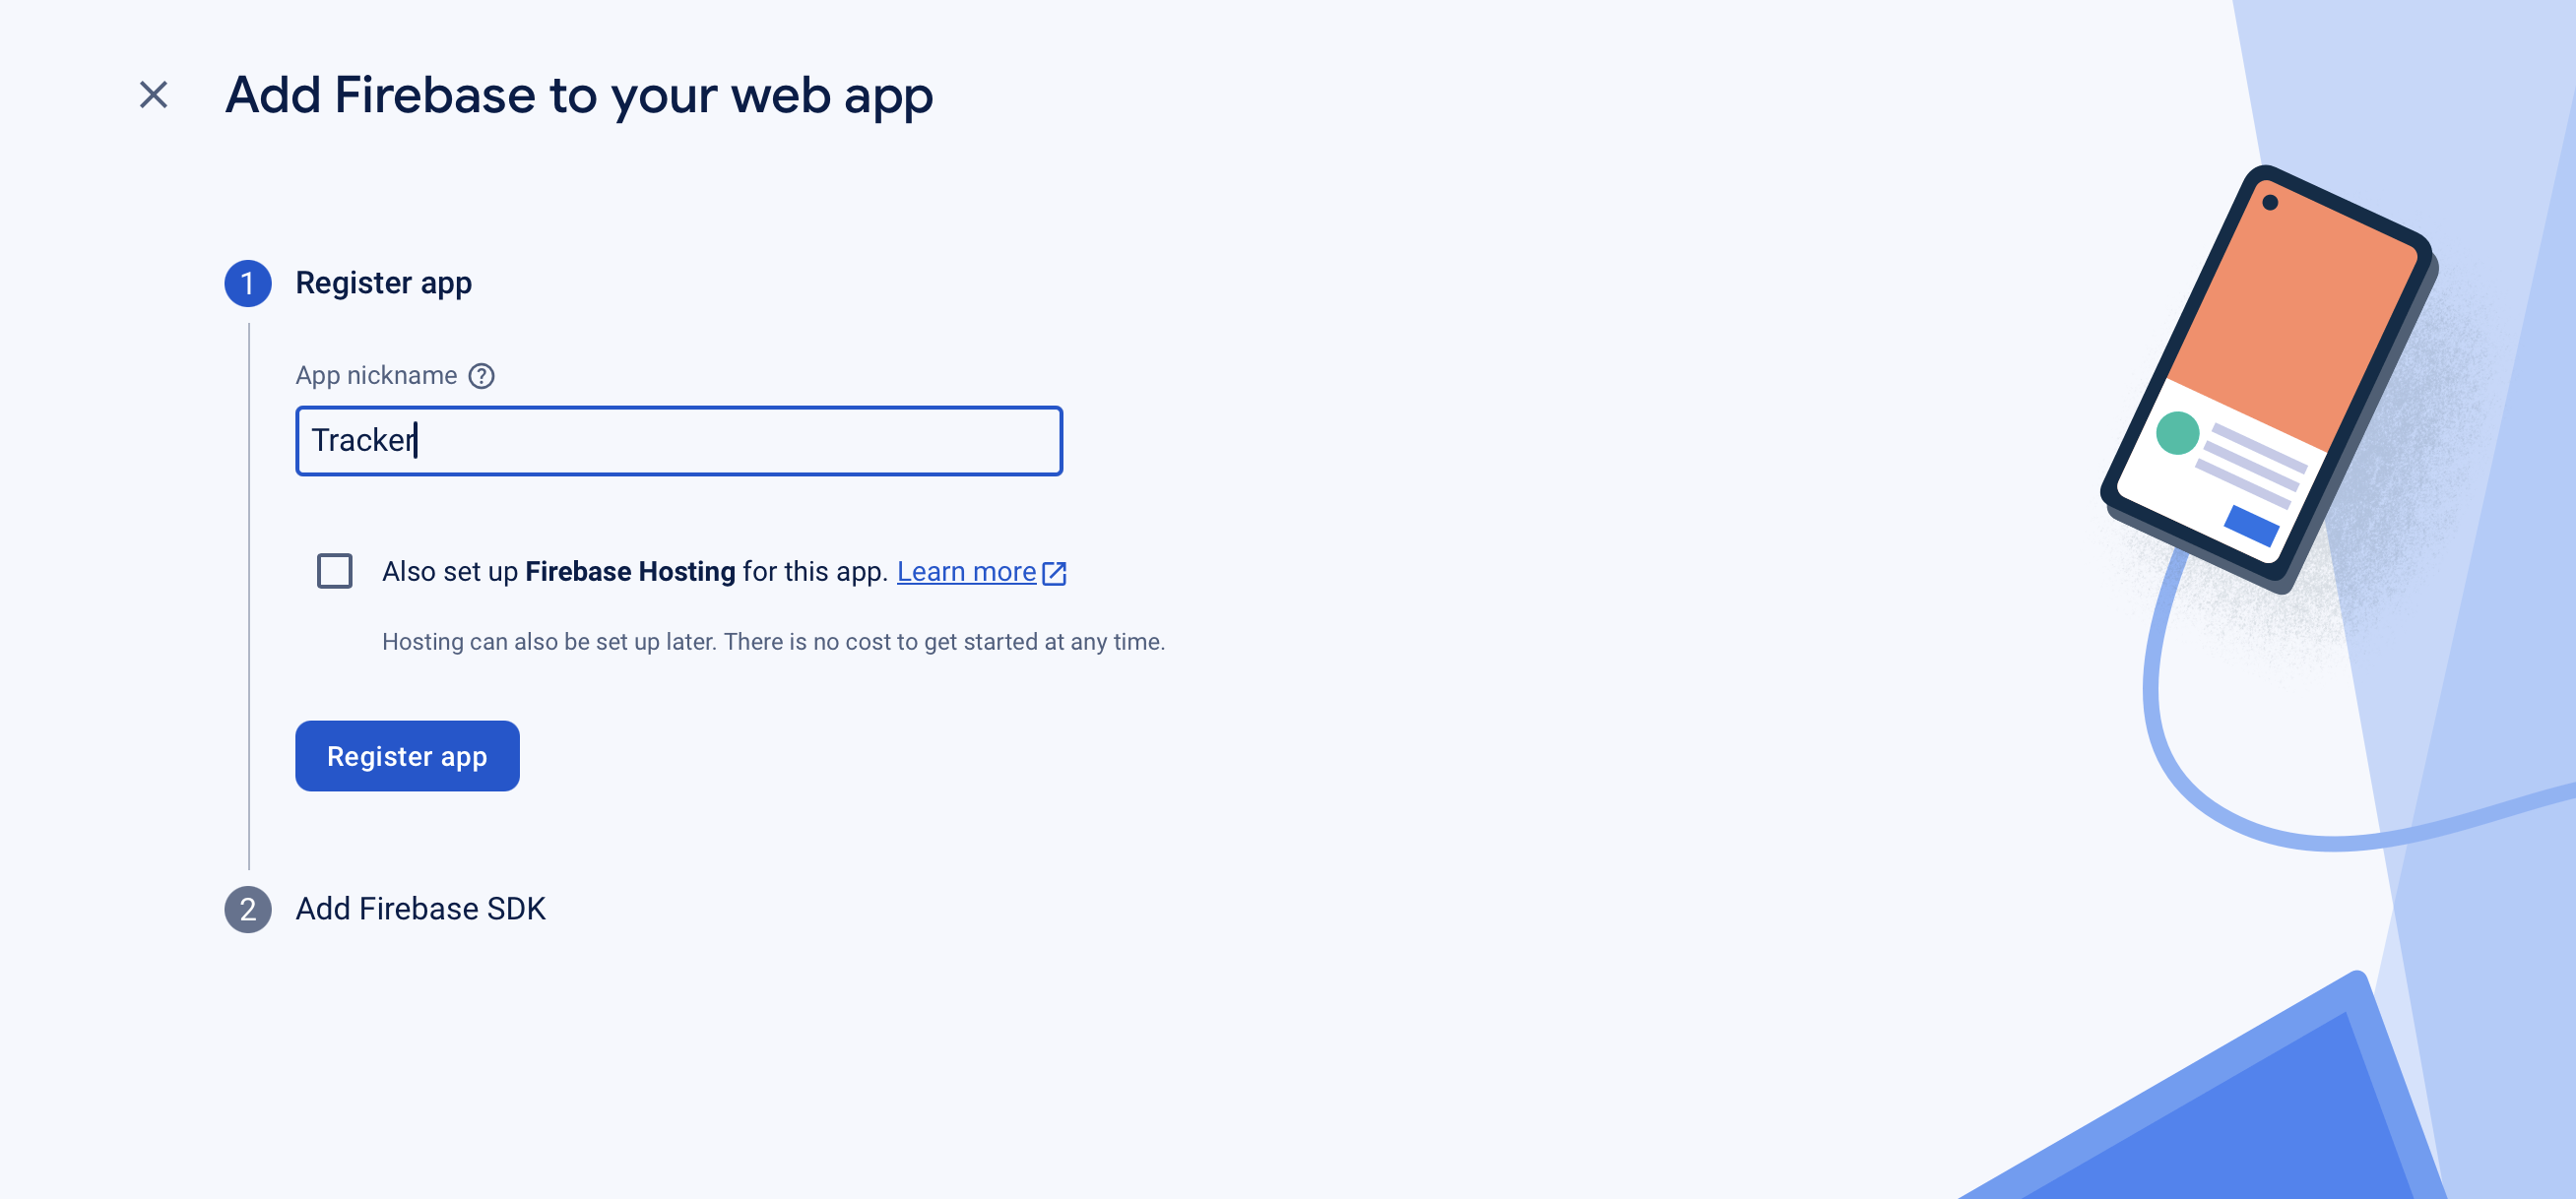 Add Firebase to your web app
1 Register app
App nickname
Tracker
Also set up Firebase Hosting for this app. Learn more
Hosting can also be set up later. There is no cost to get started at any time.
Register app
2 Add Firebase SDK